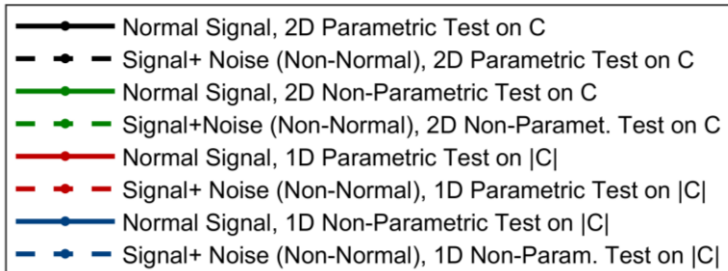 Normal Signal, 2D Parametric Test on C
Signal+ Noise (Non-Normal), 2D Parametric Test on C
Normal Signal, 2D Non-Parametric Test on C
Signal+Noise (Non-Normal), 2D Non-Paramet. Test on C
Normal Signal, 1D Parametric Test on |C|
Signal+ Noise (Non-Normal), 1D Parametric Test on |C|
Normal Signal, 1D Non-Parametric Test on |C|
Signal+ Noise (Non-Normal), 1D Non-Param. Test on |C|